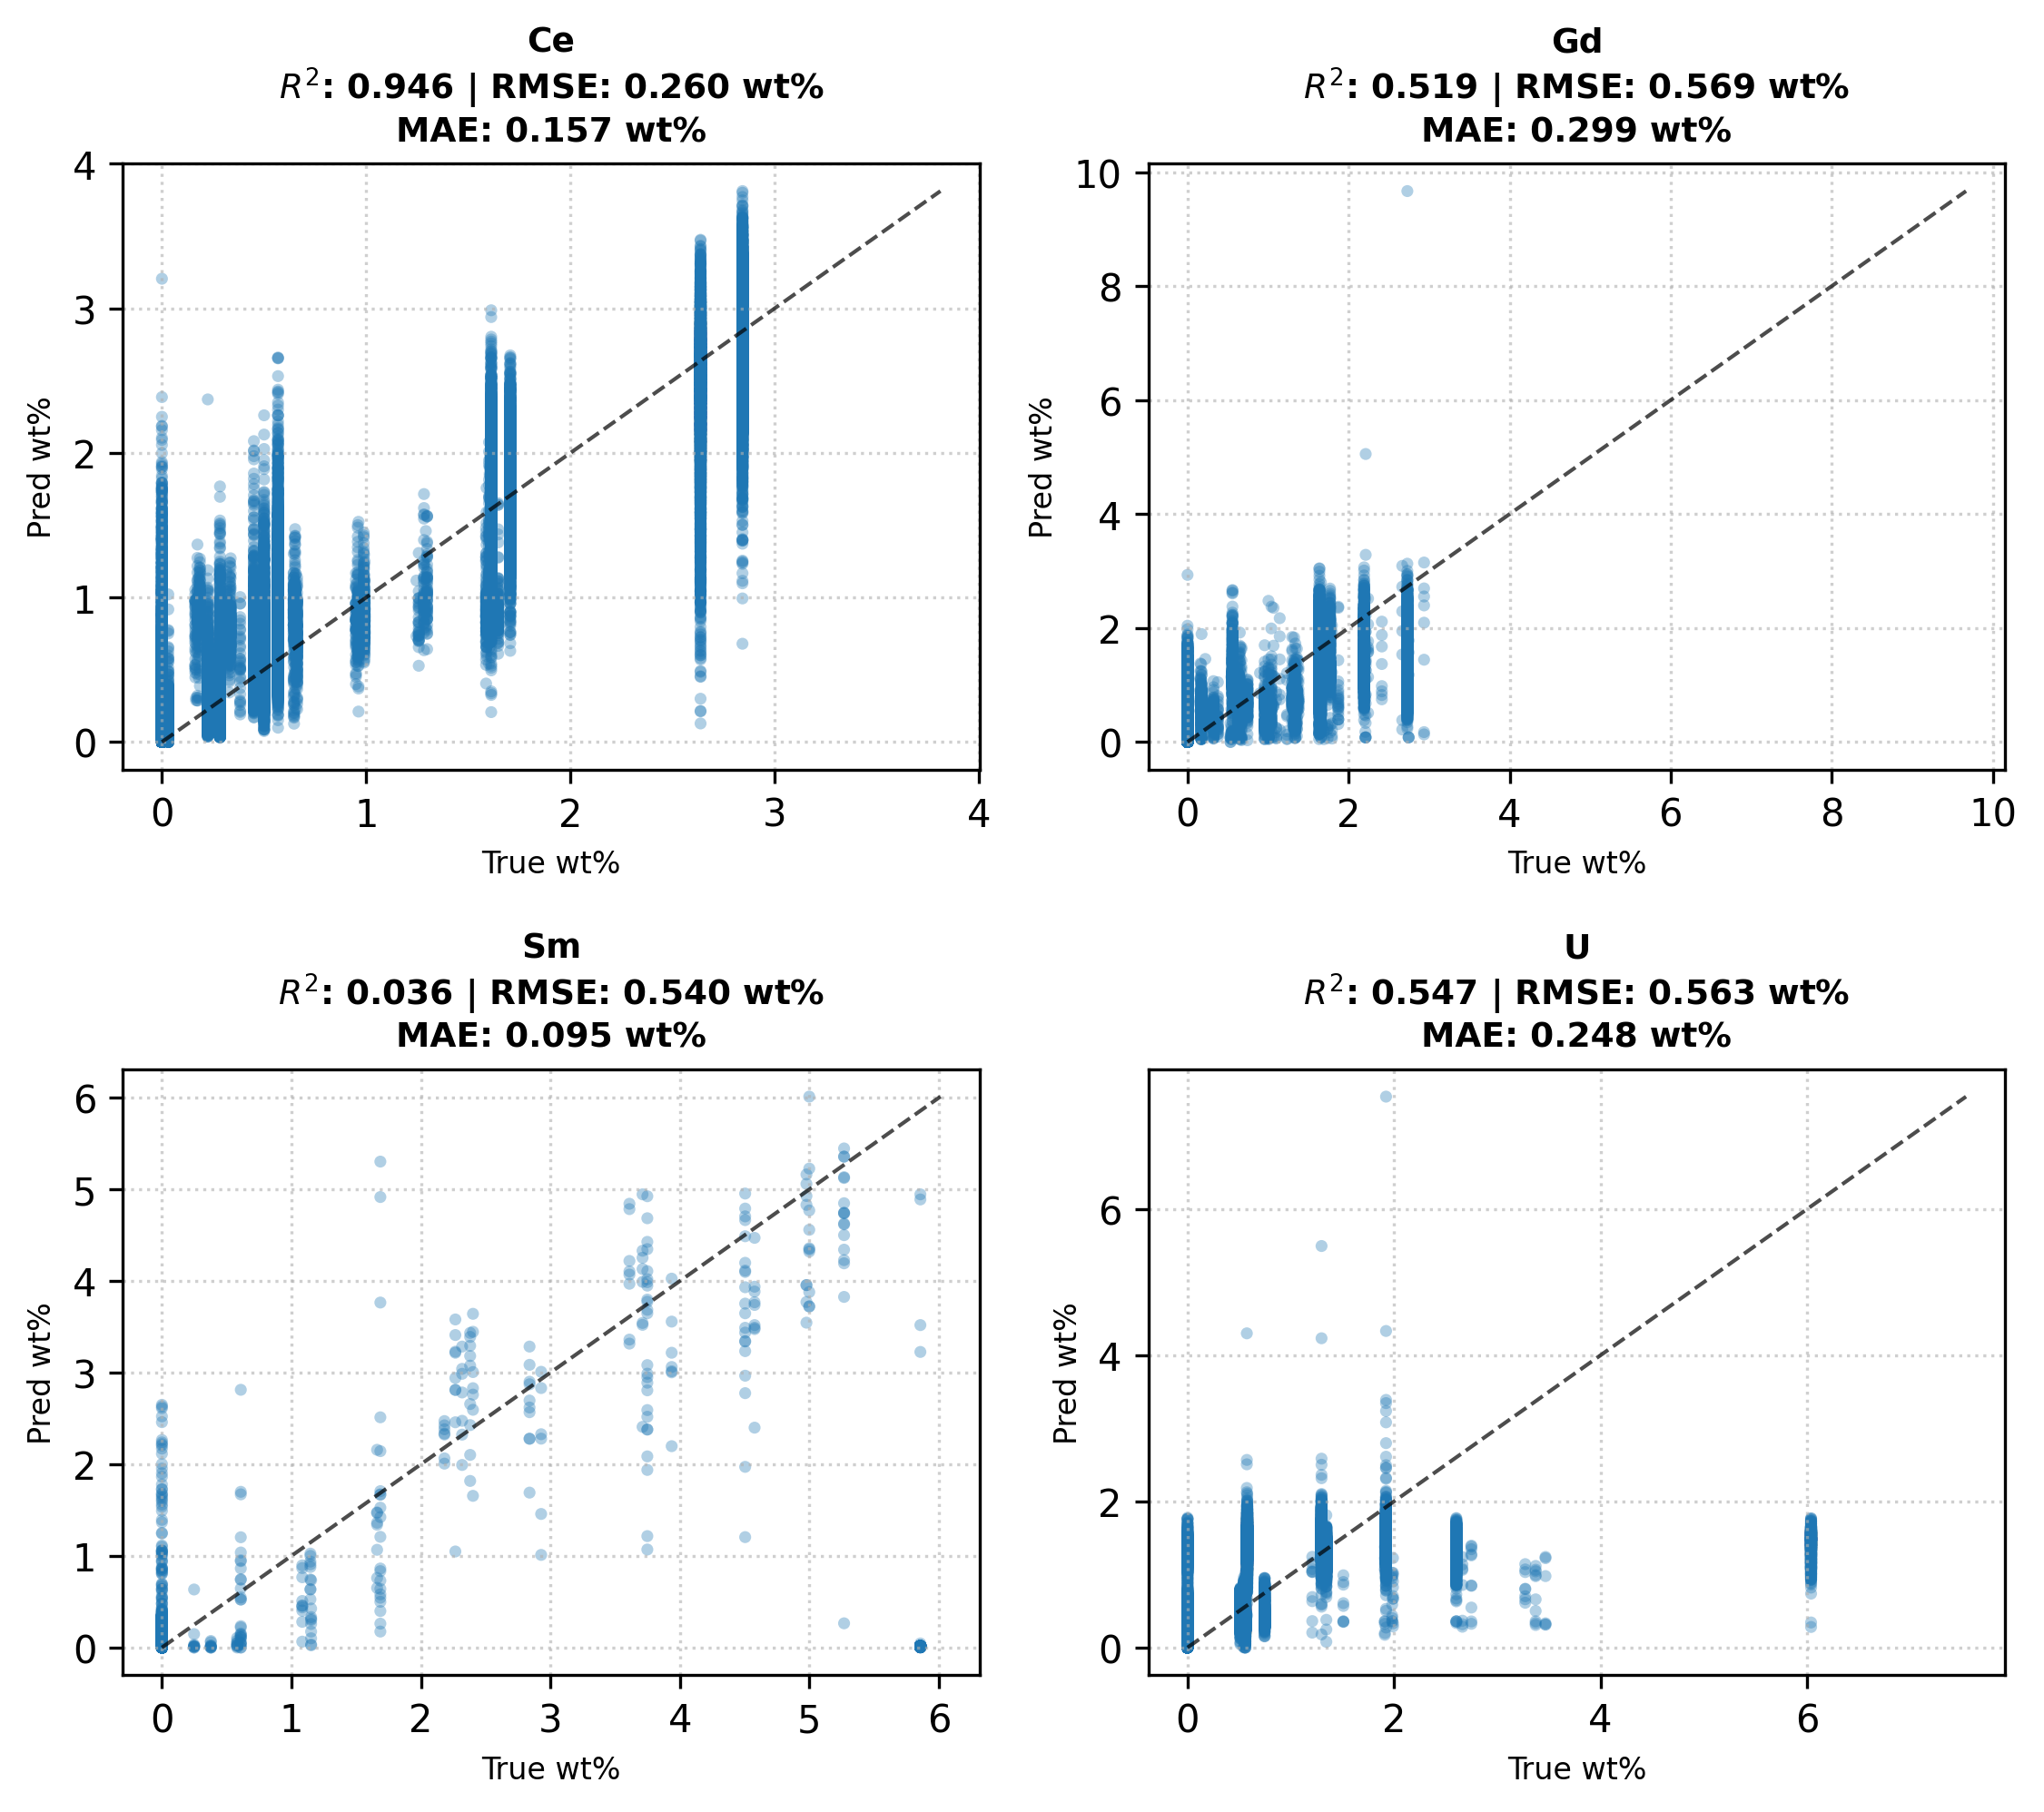 Ce
R²: 0.946 | RMSE: 0.260 wt%
MAE: 0.157 wt%
4
3
2
1
0
Pred wt%
0 1 2 3 4
True wt%
Gd
R²: 0.519 | RMSE: 0.569 wt%
MAE: 0.299 wt%
10
8
6
4
2
0
Pred wt%
0 2 4 6 8 10
True wt%
Sm
R²: 0.036 | RMSE: 0.540 wt%
MAE: 0.095 wt%
6
5
4
3
2
1
0
Pred wt%
0 1 2 3 4 5 6
True wt%
U
R²: 0.547 | RMSE: 0.563 wt%
MAE: 0.248 wt%
6
4
2
0
Pred wt%
0 2 4 6
True wt%